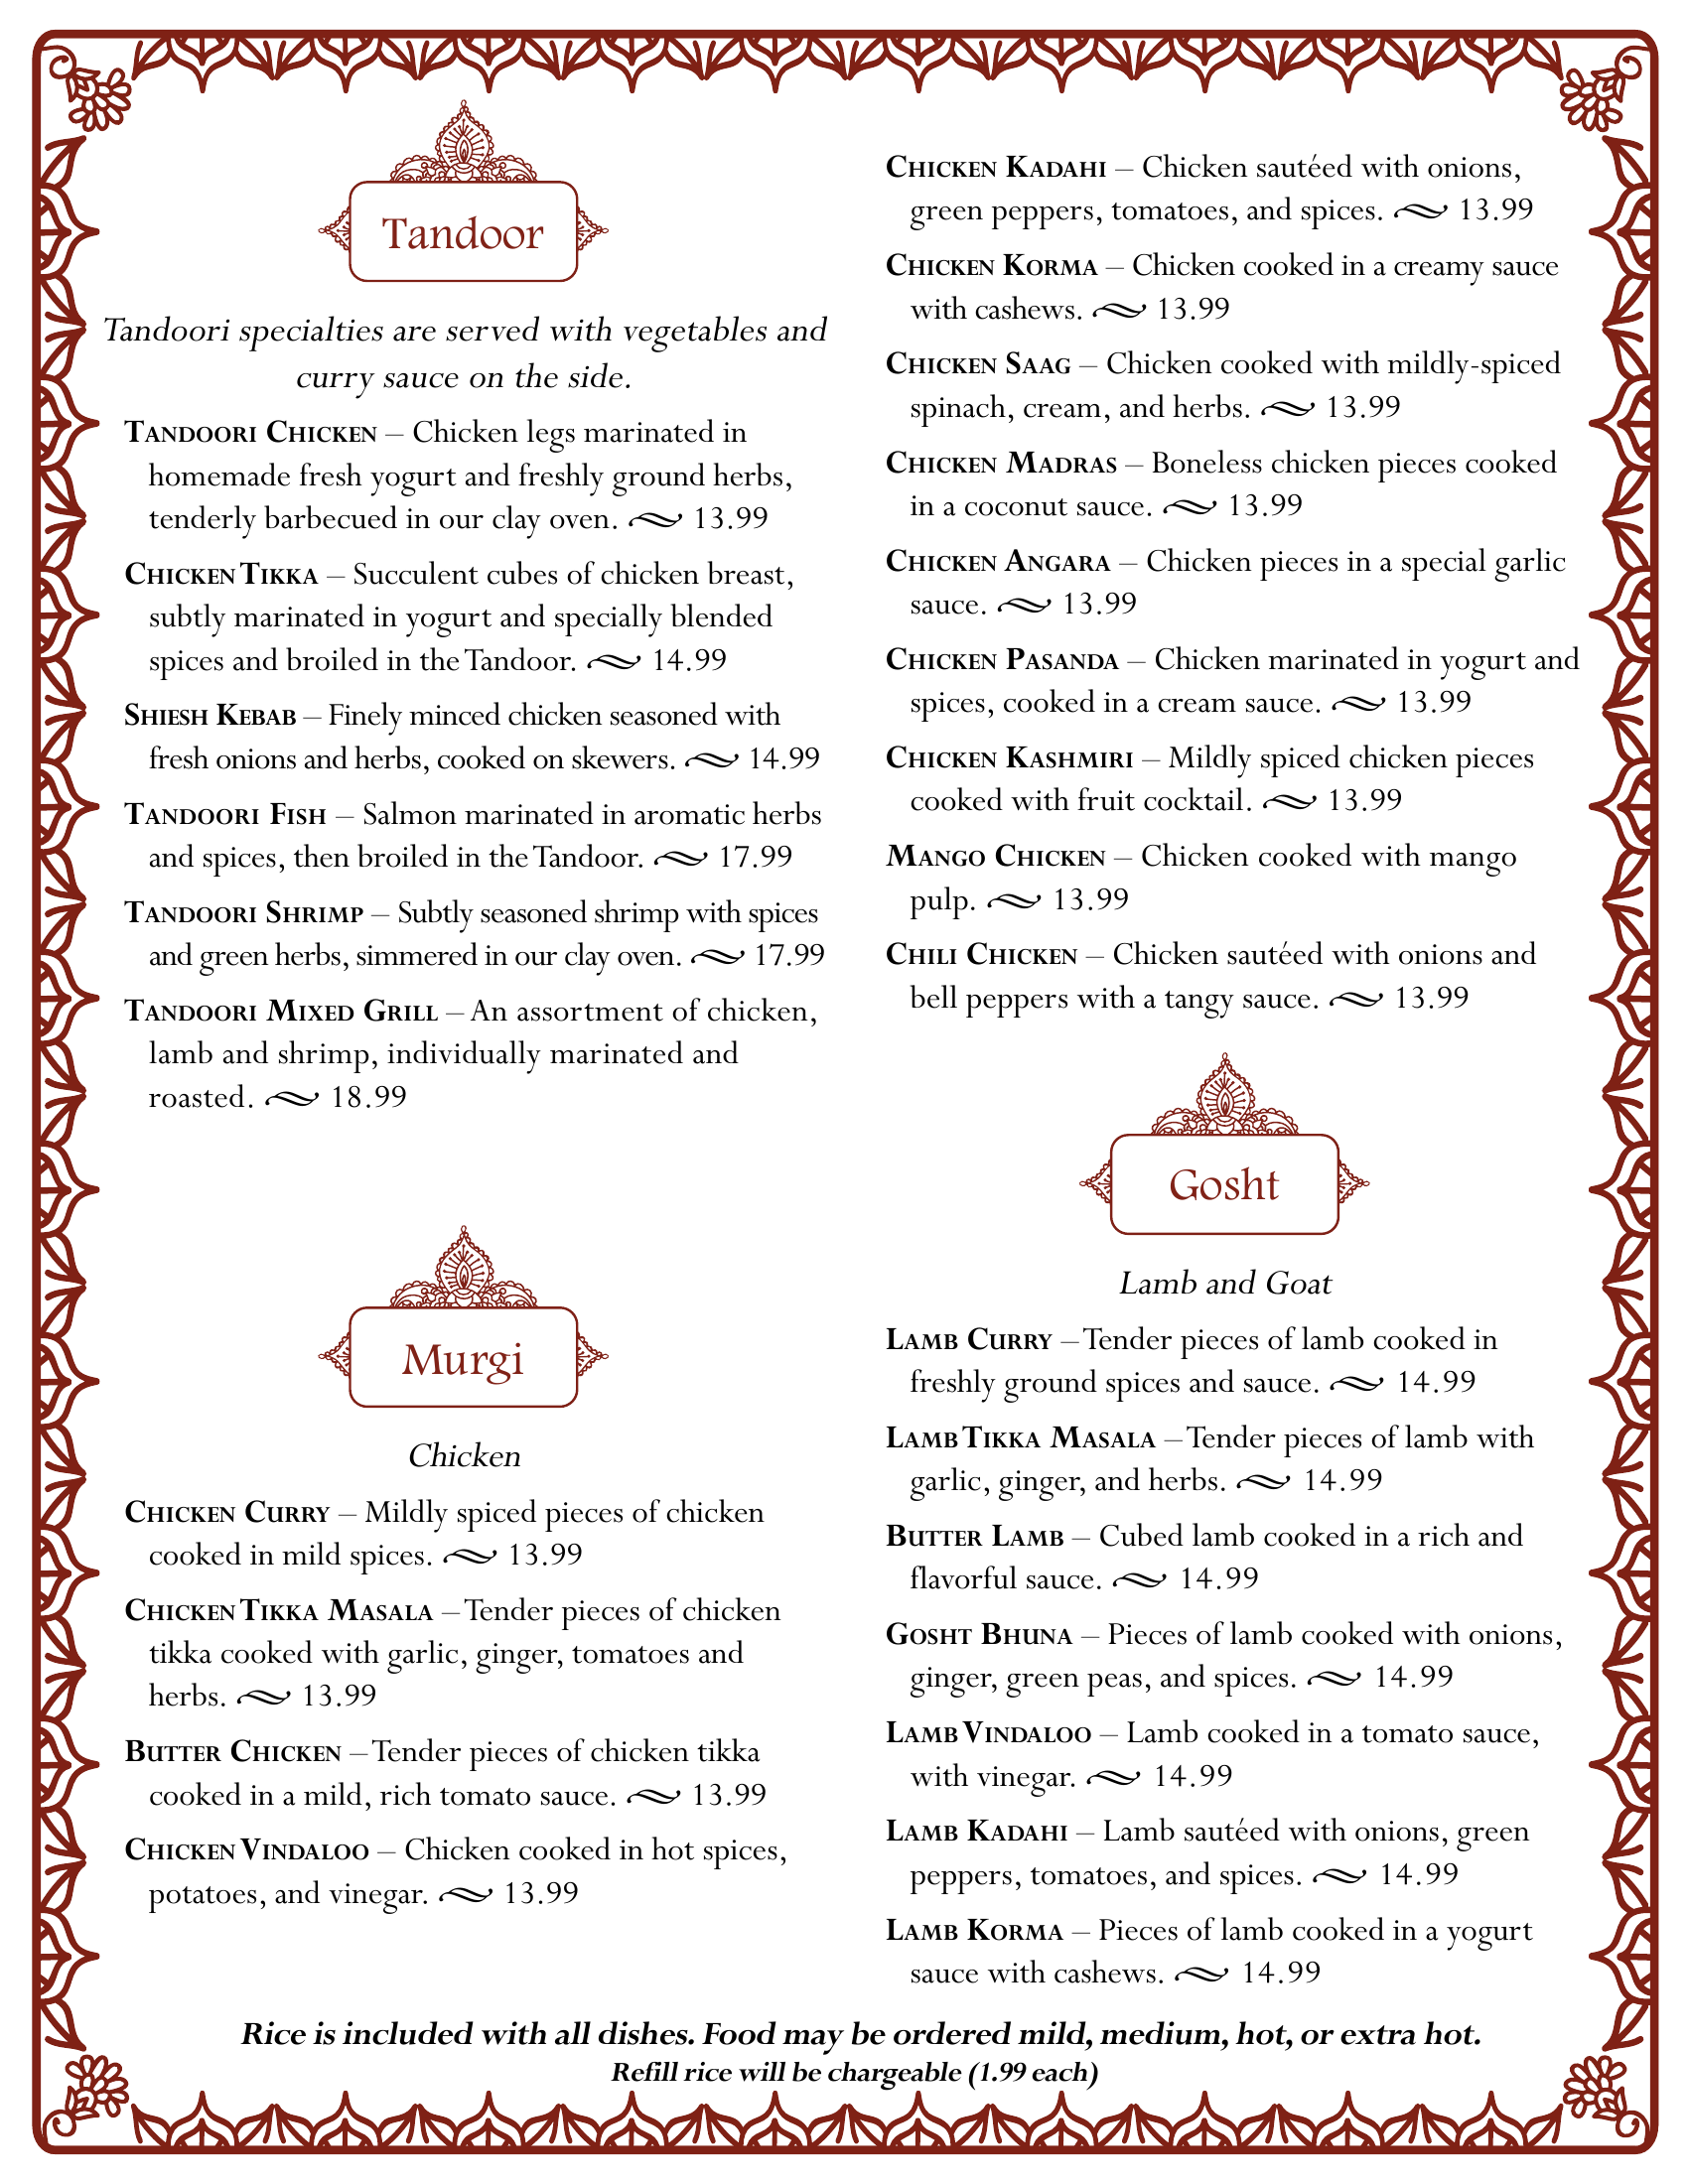 Tandoor
Tandoori specialties are served with vegetables and
curry sauce on the side.
Tandoori Chicken – Chicken legs marinated in
homemade fresh yogurt and freshly ground herbs,
tenderly barbecued in our clay oven. 13.99
Chicken Tikka – Succulent cubes of chicken breast,
subtly marinated in yogurt and specially blended
spices and broiled in the Tandoor. 14.99
Shiesh Kebab – Finely minced chicken seasoned with
fresh onions and herbs, cooked on skewers. 14.99
Tandoori Fish – Salmon marinated in aromatic herbs
and spices, then broiled in the Tandoor. 17.99
Tandoori Shrimp – Subtly seasoned shrimp with spices
and green herbs, simmered in our clay oven. 17.99
Tandoori Mixed Grill – An assortment of chicken,
lamb and shrimp, individually marinated and
roasted. 18.99
Murgi
Chicken
Chicken Curry – Mildly spiced pieces of chicken
cooked in mild spices. 13.99
Chicken Tikka Masala – Tender pieces of chicken
tikka cooked with garlic, ginger, tomatoes and
herbs. 13.99
Butter Chicken – Tender pieces of chicken tikka
cooked in a mild, rich tomato sauce. 13.99
Chicken Vindaloo – Chicken cooked in hot spices,
potatoes, and vinegar. 13.99
Chicken Kadahi – Chicken sautéed with onions,
green peppers, tomatoes, and spices. 13.99
Chicken Korma – Chicken cooked in a creamy sauce
with cashews. 13.99
Chicken Saag – Chicken cooked with mildly-spiced
spinach, cream, and herbs. 13.99
Chicken Madras – Boneless chicken pieces cooked
in a coconut sauce. 13.99
Chicken Angara – Chicken pieces in a special garlic
sauce. 13.99
Chicken Pasanda – Chicken marinated in yogurt and
spices, cooked in a cream sauce. 13.99
Chicken Kashmiri – Mildly spiced chicken pieces
cooked with fruit cocktail. 13.99
Mango Chicken – Chicken cooked with mango
pulp. 13.99
Chili Chicken – Chicken sautéed with onions and
bell peppers with a tangy sauce. 13.99
Gosht
Lamb and Goat
Lamb Curry – Tender pieces of lamb cooked in
freshly ground spices and sauce. 14.99
Lamb Tikka Masala – Tender pieces of lamb with
garlic, ginger, and herbs. 14.99
Butter Lamb – Cubed lamb cooked in a rich and
flavorful sauce. 14.99
Gosht Bhuna – Pieces of lamb cooked with onions,
ginger, green peas, and spices. 14.99
Lamb Vindaloo – Lamb cooked in a tomato sauce,
with vinegar. 14.99
Lamb Kadahi – Lamb sautéed with onions, green
peppers, tomatoes, and spices. 14.99
Lamb Korma – Pieces of lamb cooked in a yogurt
sauce with cashews. 14.99
Rice is included with all dishes. Food may be ordered mild, medium, hot, or extra hot.
Refill rice will be chargeable (1.99 each)